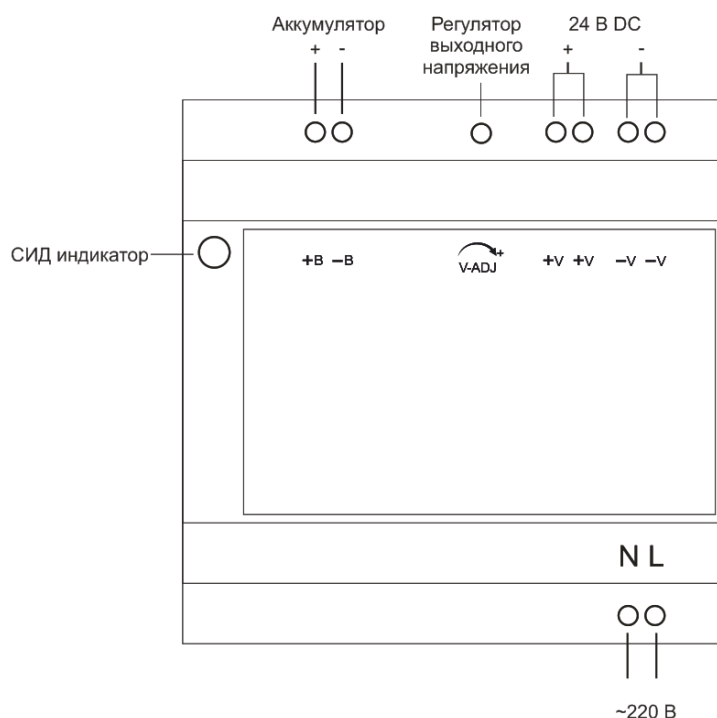 Аккумулятор
+ -
Регулятор
выходного
напряжения
24 В DC
+ -
СИД индикатор
+B −B
V-ADJ +
+V +V −V −V
N L
~220 В